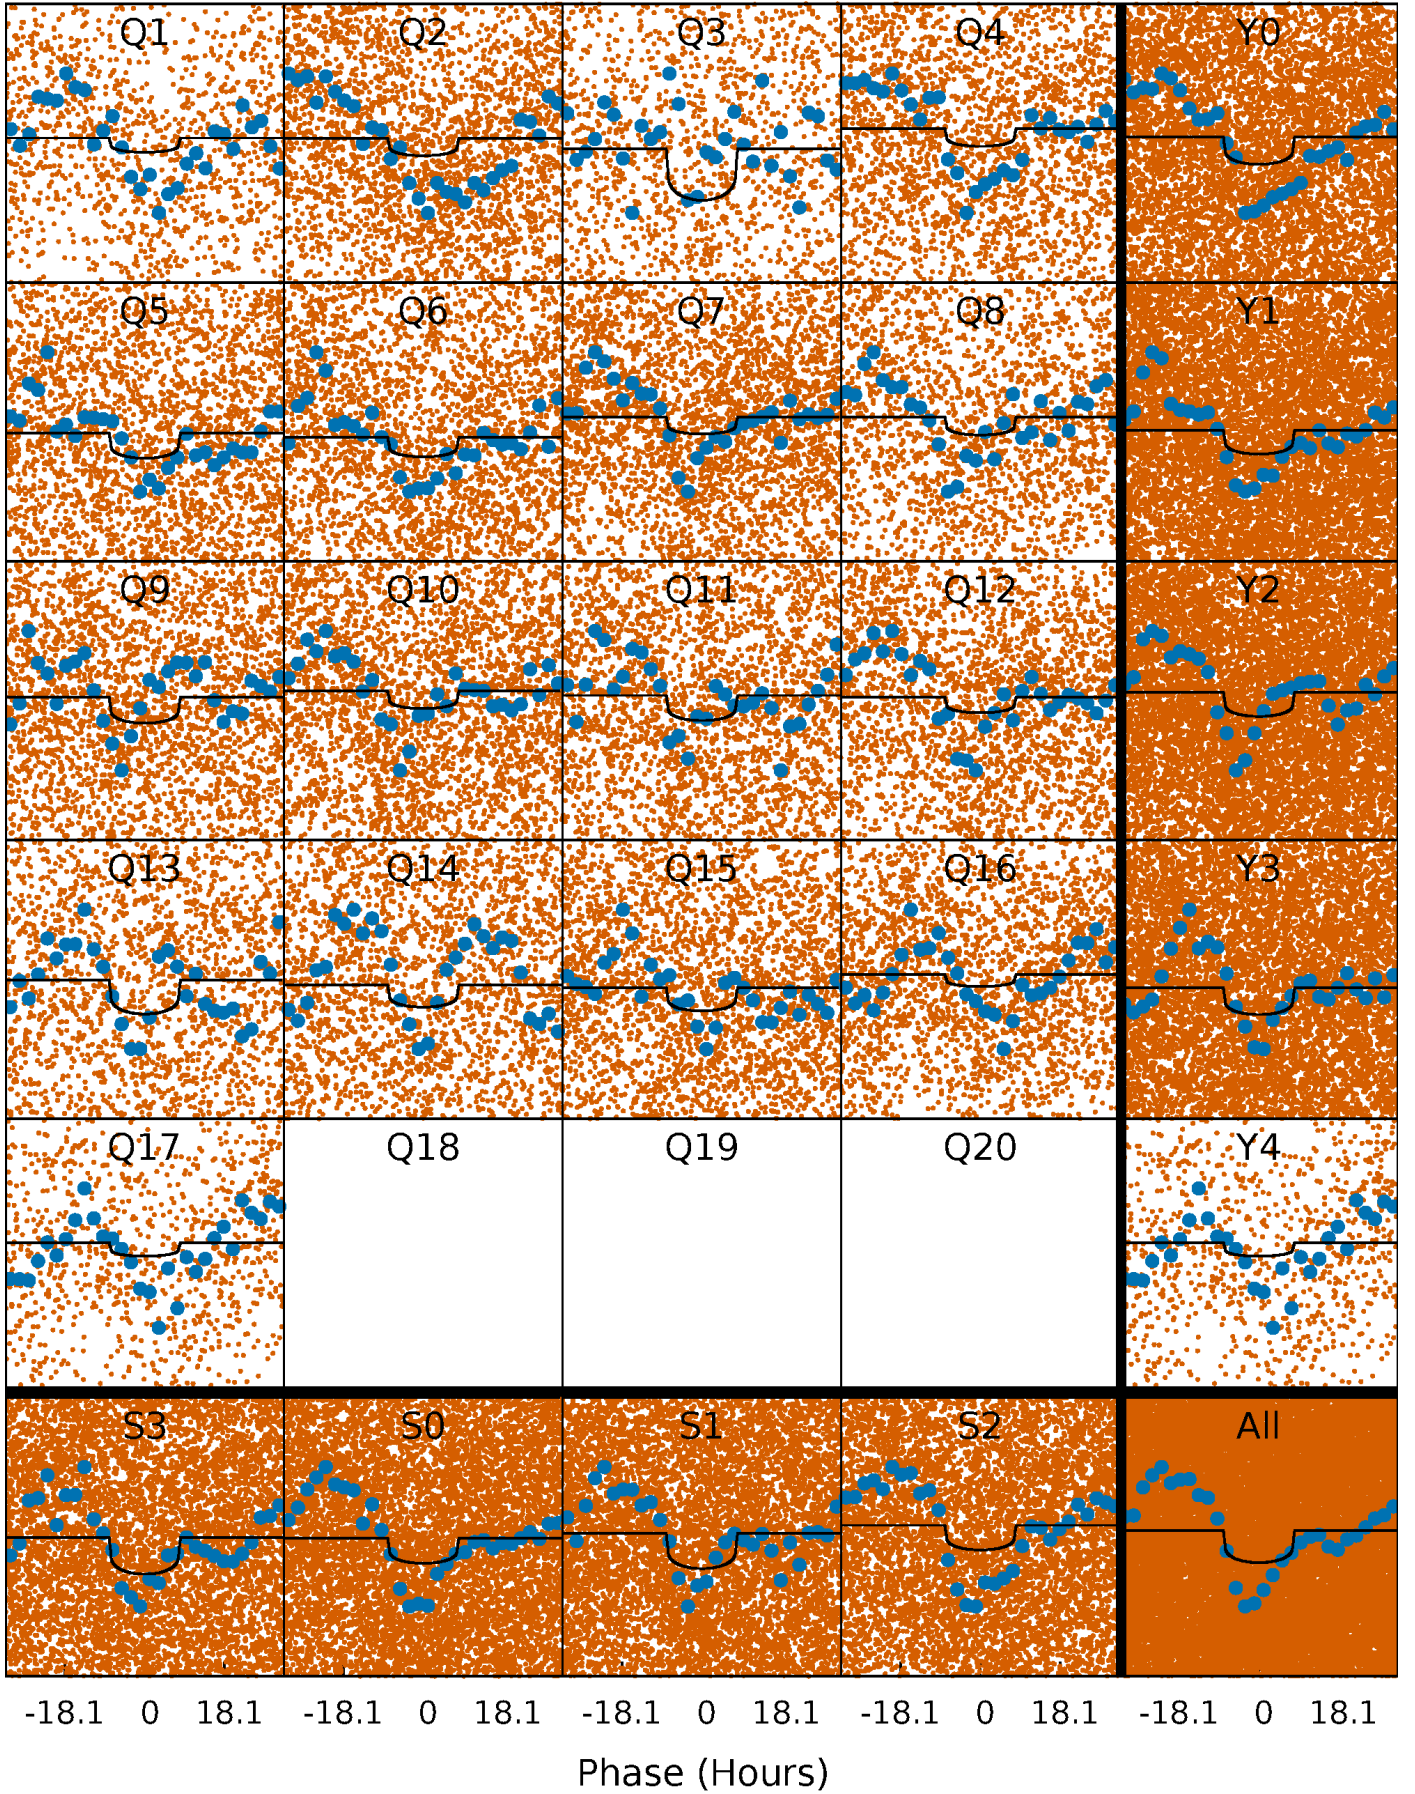 Q1 Q2 Q3 Q4 Y0
Q5 Q6 Q7 Q8 Y1
Q9 Q10 Q11 Q12 Y2
Q13 Q14 Q15 Q16 Y3
Q17 Q18 Q19 Q20 Y4
S3 S0 S1 S2 All
-18.1 0 18.1 -18.1 0 18.1 -18.1 0 18.1 -18.1 0 18.1 -18.1 0 18.1
Phase (Hours)